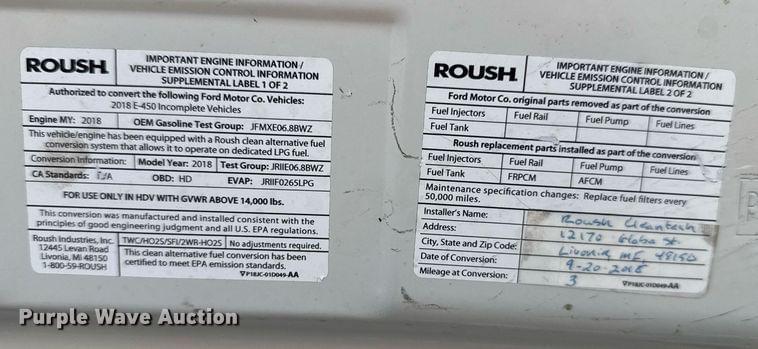 ROUSH
IMPORTANT ENGINE INFORMATION /
VEHICLE EMISSION CONTROL INFORMATION
SUPPLEMENTAL LABEL 1 OF 2
Authorized to convert the following Ford Motor Co. Vehicles:
2018 E-450 Incomplete Vehicles
Engine MY: 2018 OEM Gasoline Test Group: JFMXE06.8BWZ
This vehicle/engine has been equipped with a Roush clean alternative fuel
conversion system that allows it to operate on dedicated LPG fuel.
Conversion Information: Model Year: 2018 Test Group: JRIIE06.8BWZ
CA Standards: OBD: HD EVAP: JRIIF0265LPG
FOR USE ONLY IN HDV WITH GVWR ABOVE 14,000 lbs.
This conversion was manufactured and installed consistent with the
principles of good engineering judgment and all U.S. EPA regulations.
Roush Industries, Inc.
12445 Levan Road
Livonia, MI 48150
1-800-59-ROUSH
TWC/HO2S/SFI/2WR-HO2S No adjustments required.
This clean alternative fuel conversion has been
certified to meet EPA emission standards.
P18JC-01D049-AA
ROUSH
IMPORTANT ENGINE INFORMATION /
VEHICLE EMISSION CONTROL INFORMATION
SUPPLEMENTAL LABEL 2 OF 2
Ford Motor Co. original parts removed as part of the conversion
Fuel Injectors Fuel Rail Fuel Pump Fuel Lines
Fuel Tank
Roush replacement parts installed as part of the conversion
Fuel Injectors Fuel Rail Fuel Pump Fuel Lines
Fuel Tank FRPCM AFCM
Maintenance specification changes: Replace fuel filters every
50,000 miles.
Installer's Name: Roush Cleantech
Address: 12170 Globe St.
City, State and Zip Code: Livonia MI, 48150
Date of Conversion: 9-20-2018
Mileage at Conversion: 3
P18JC-01D049-AA
Purple Wave Auction